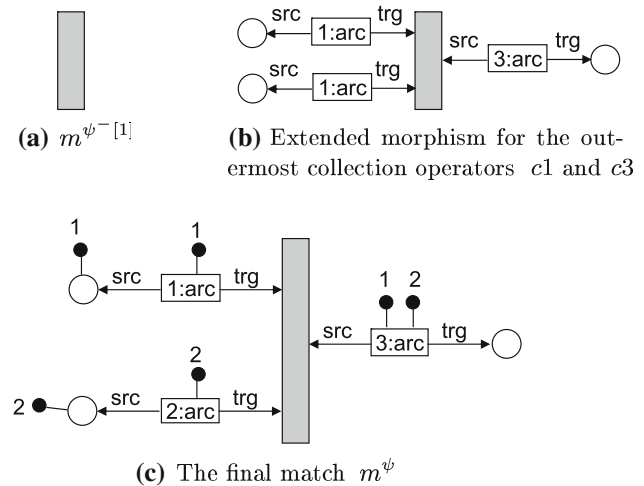 src 1:arc trg
src 1:arc trg
src 3:arc trg
(a) m^ψ⁻[1]
(b) Extended morphism for the out-
ermost collection operators c1 and c3
1 1
src 1:arc trg
2
2 src 2:arc trg
1 2
src 3:arc trg
(c) The final match m^ψ